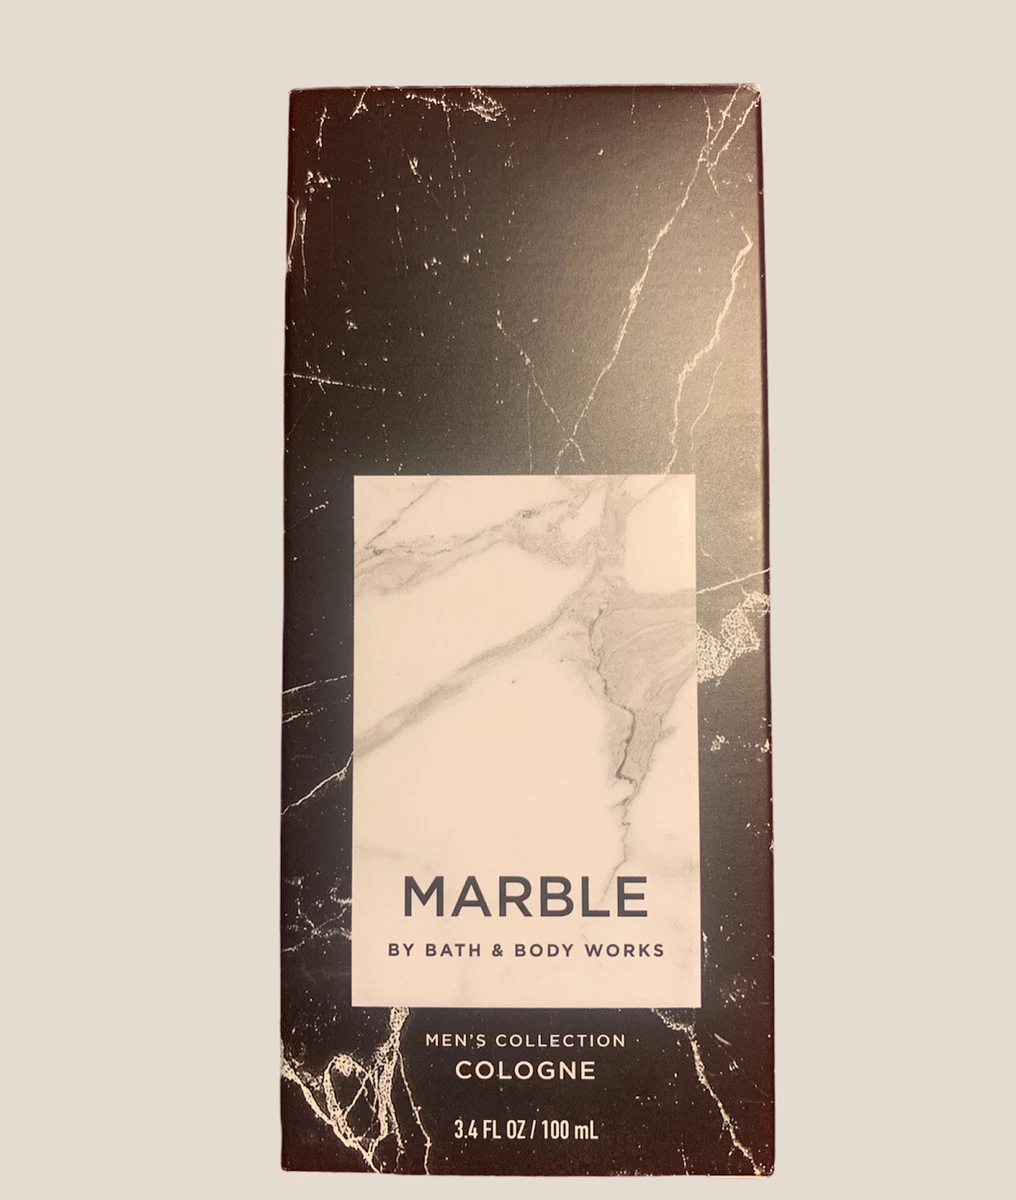 MARBLE
BY BATH & BODY WORKS
MEN'S COLLECTION
COLOGNE
3.4 FL OZ / 100 mL